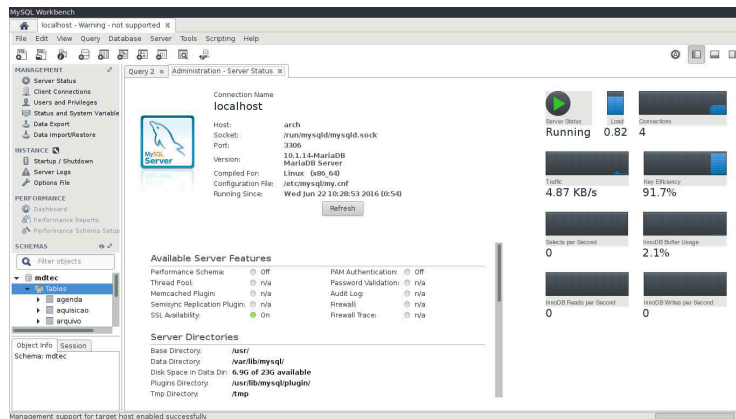 MySQL Workbench
localhost - Warning - not supported
File Edit View Query Database Server Tools Scripting Help
MANAGEMENT
Server Status
Client Connections
Users and Privileges
Status and System Variable
Data Export
Data Import/Restore
INSTANCE
Startup / Shutdown
Server Logs
Options File
PERFORMANCE
Dashboard
Performance Reports
Performance Schema Setup
SCHEMAS
Filter objects
mdtec
Tables
agenda
aquisicao
arquivo
Object Info Session
Schema: mdtec
Query 2 Administration - Server Status
Connection Name
localhost
MySQL
Server
Host: arch
Socket: /run/mysqld/mysqld.sock
Port: 3306
Version: 10.1.14-MariaDB
MariaDB Server
Compiled For: Linux (x86_64)
Configuration File: /etc/mysql/my.cnf
Running Since: Wed Jun 22 10:28:53 2016 (0:54)
Refresh
Available Server Features
Performance Schema: Off PAM Authentication: Off
Thread Pool: n/a Password Validation: n/a
Memcached Plugin: n/a Audit Log: n/a
Semisync Replication Plugin: n/a Firewall: n/a
SSL Availability: On Firewall Trace: n/a
Server Directories
Base Directory: /usr/
Data Directory: /var/lib/mysql/
Disk Space in Data Dir: 6.9G of 23G available
Plugins Directory: /usr/lib/mysql/plugin/
Tmp Directory: /tmp
Server Status Load Connections
Running 0.82 4
Traffic Key Efficiency
4.87 KB/s 91.7%
Selects per Second InnoDB Buffer Usage
0 2.1%
InnoDB Reads per Second InnoDB Writes per Second
0 0
Management support for target host enabled successfully.